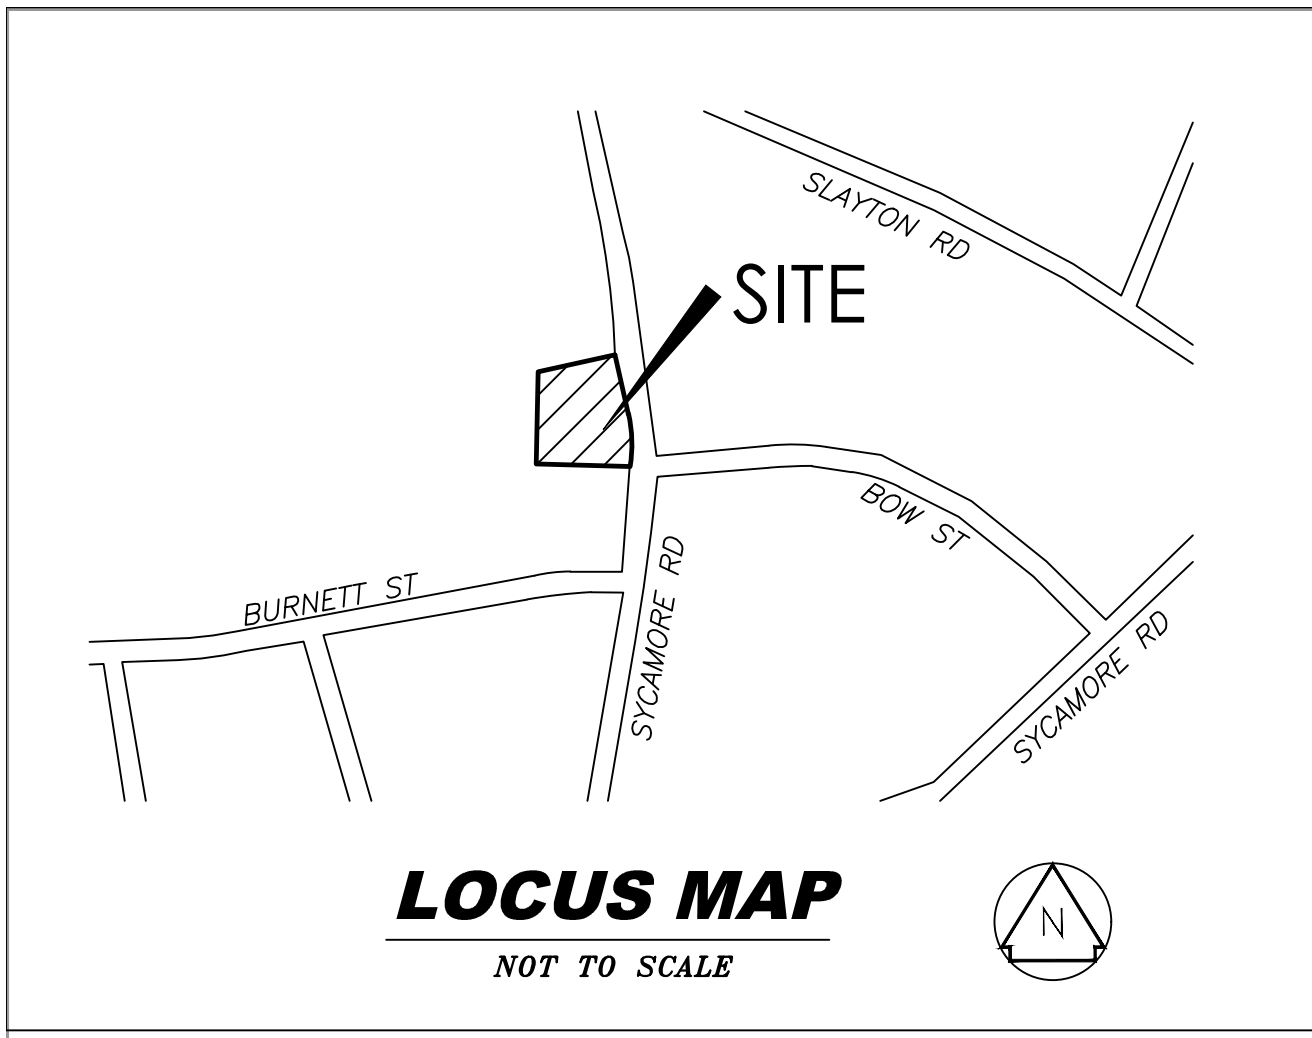 SLAYTON RD
SITE
BOW ST
BURNETT ST
SYCAMORE RD
SYCAMORE RD
LOCUS MAP
NOT TO SCALE
N